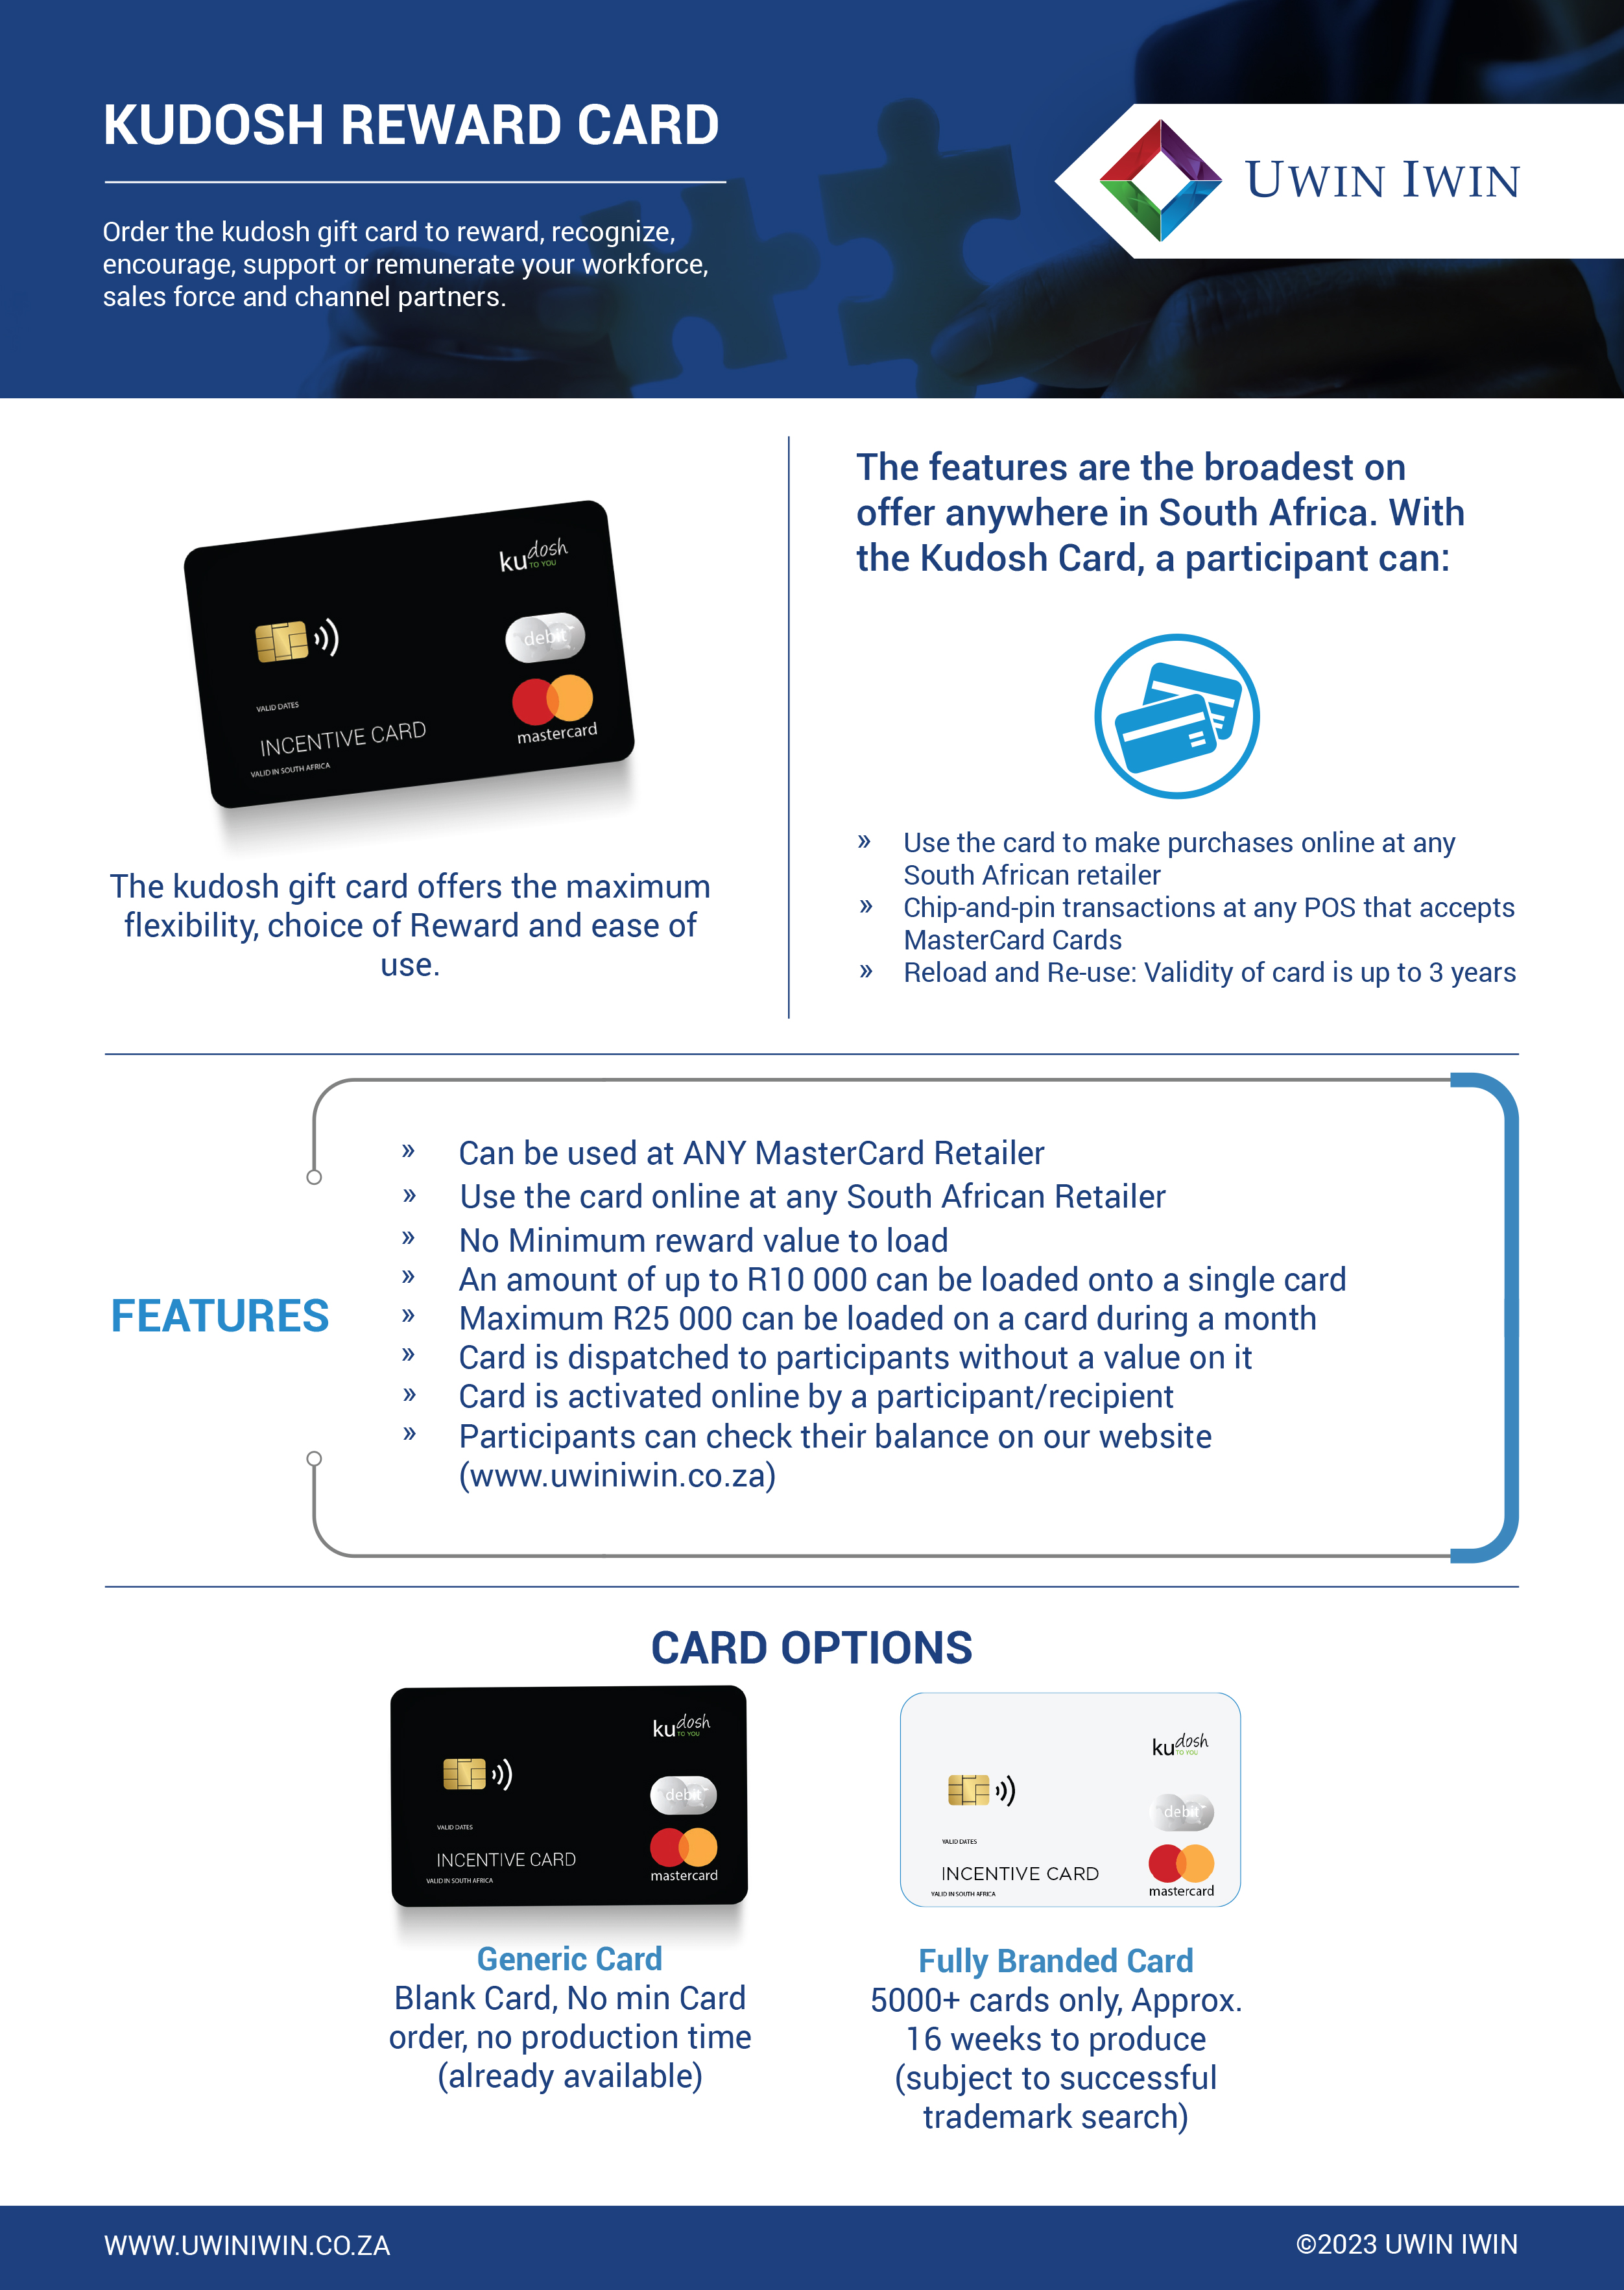 KUDOSH REWARD CARD
Order the kudosh gift card to reward, recognize,
encourage, support or remunerate your workforce,
sales force and channel partners.
UWIN IWIN
kudosh
TO YOU
debit
VALID DATES
INCENTIVE CARD
VALID IN SOUTH AFRICA
mastercard
The kudosh gift card offers the maximum
flexibility, choice of Reward and ease of
use.
The features are the broadest on
offer anywhere in South Africa. With
the Kudosh Card, a participant can:
» Use the card to make purchases online at any
South African retailer
» Chip-and-pin transactions at any POS that accepts
MasterCard Cards
» Reload and Re-use: Validity of card is up to 3 years
FEATURES
» Can be used at ANY MasterCard Retailer
» Use the card online at any South African Retailer
» No Minimum reward value to load
» An amount of up to R10 000 can be loaded onto a single card
» Maximum R25 000 can be loaded on a card during a month
» Card is dispatched to participants without a value on it
» Card is activated online by a participant/recipient
» Participants can check their balance on our website
(www.uwiniwin.co.za)
CARD OPTIONS
kudosh
TO YOU
debit
VALID DATES
INCENTIVE CARD
VALID IN SOUTH AFRICA
mastercard
Generic Card
Blank Card, No min Card
order, no production time
(already available)
kudosh
TO YOU
debit
VALID DATES
INCENTIVE CARD
VALID IN SOUTH AFRICA
mastercard
Fully Branded Card
5000+ cards only, Approx.
16 weeks to produce
(subject to successful
trademark search)
WWW.UWINIWIN.CO.ZA
©2023 UWIN IWIN